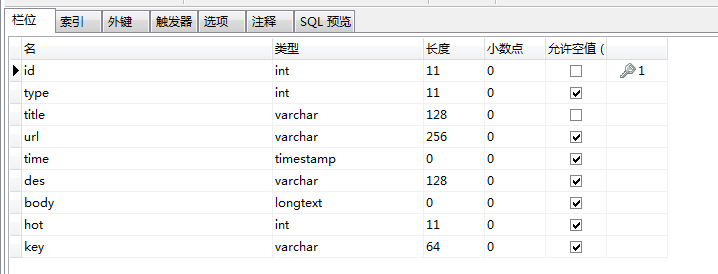 栏位 索引 外键 触发器 选项 注释 SQL 预览
名 类型 长度 小数点 允许空值 (
id int 11 0 1
type int 11 0
title varchar 128 0
url varchar 256 0
time timestamp 0 0
des varchar 128 0
body longtext 0 0
hot int 11 0
key varchar 64 0